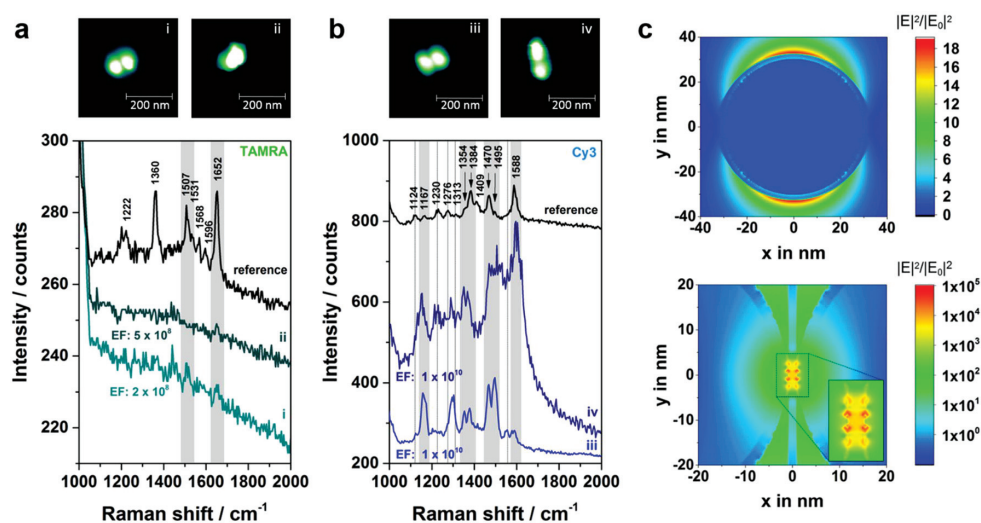 a
i
200 nm
ii
200 nm
b
iii
200 nm
iv
200 nm
c
300
290
280
270
260
250
240
230
220
Intensity / counts
TAMRA
1222
1360
1507
1531
1568
1596
1652
reference
ii
EF: 5 x 10⁸
EF: 2 x 10⁸
i
1000 1200 1400 1600 1800 2000
Raman shift / cm⁻¹
1000
800
600
400
200
Intensity / counts
Cy3
1124
1167
1230
1276
1313
1354
1384
1409
1470
1495
1588
reference
EF: 1 x 10¹⁰
iv
iii
EF: 1 x 10¹⁰
1000 1200 1400 1600 1800 2000
Raman shift / cm⁻¹
|E|²/|E₀|²
40
20
0
-20
-40
y in nm
-40 -20 0 20 40
x in nm
18
16
14
12
10
8
6
4
2
0
|E|²/|E₀|²
20
10
0
-10
-20
y in nm
-20 -10 0 10 20
x in nm
1x10⁵
1x10⁴
1x10³
1x10²
1x10¹
1x10⁰